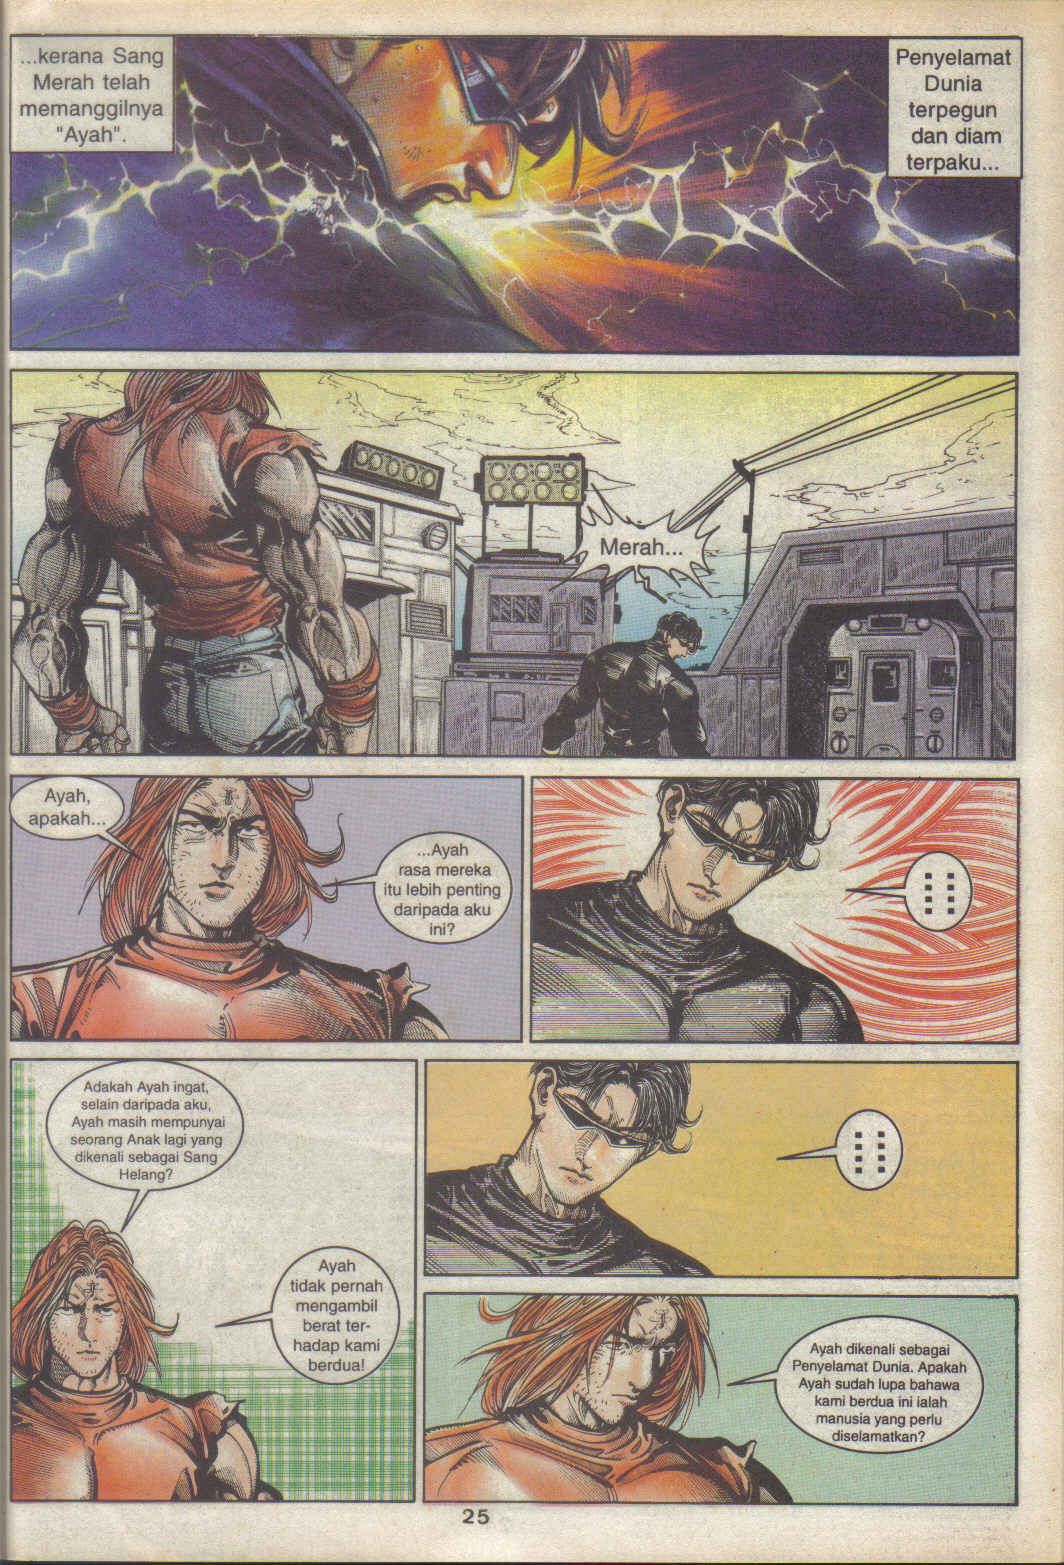 Penyelamat
Dunia
terpegun
dan diam
terpaku...
...kerana Sang
Merah telah
memanggilnya
"Ayah".
Merah...
Ayah,
apakah...
...Ayah
rasa mereka
itu lebih penting
daripada aku
ini?
Adakah Ayah ingat,
selain daripada aku,
Ayah masih mempunyai
seorang Anak lagi yang
dikenali sebagai Sang
Helang?
Ayah
tidak pernah
mengambil
berat ter-
hadap kami
berdua!
Ayah dikenali sebagai
Penyelamat Dunia. Apakah
Ayah sudah lupa bahawa
kami berdua ini ialah
manusia yang perlu
diselamatkan?
25